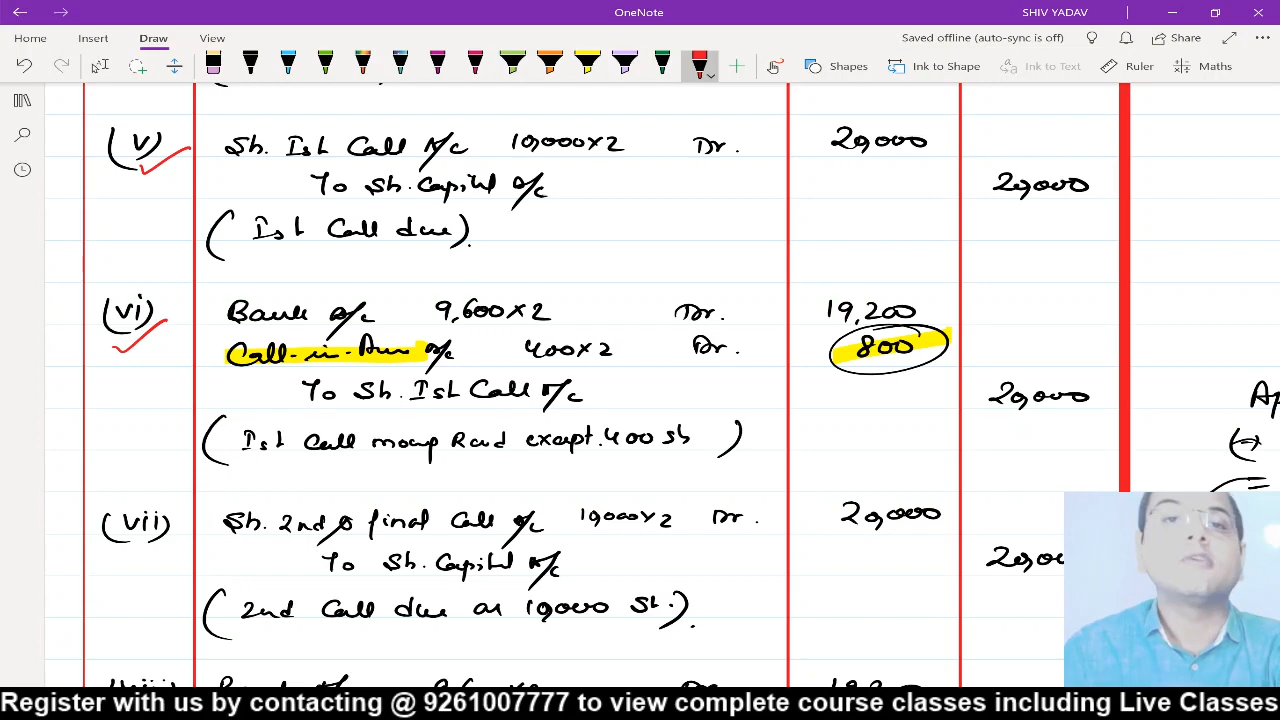 OneNote
SHIV YADAV
Home Insert Draw View
Saved offline (auto-sync is off)
Share
Shapes
Ink to Shape
Ink to Text
Ruler
Maths
(v) Sh. Ist Call A/c 10,000×2 Dr. 20,000
To Sh. Capital A/c 20,000
(Ist Call due).
(vi) Bank A/c 9,600×2 Dr. 19,200
Call-in- A/c 400×2 Dr. 800
To Sh. Ist Call A/c 20,000
(Ist Call money except 400 sh)
(vii) Sh. 2nd & final Call A/c 10,000×2 Dr. 20,000
To Sh. Capital A/c
(2nd Call due on 10,000 Sh.).
Register with us by contacting @ 9261007777 to view complete course including Live Classes